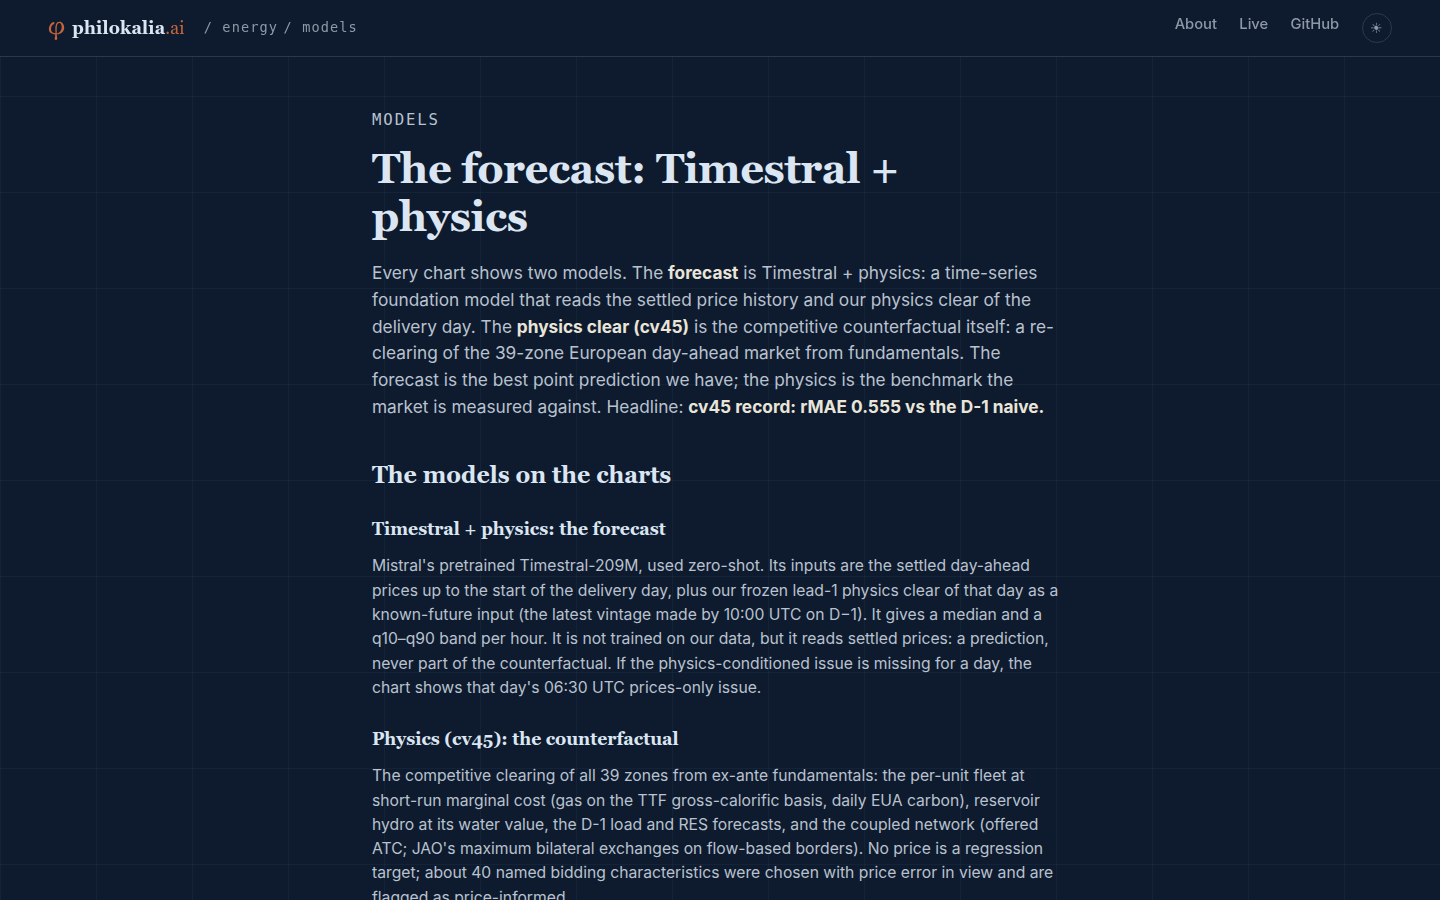 φ philokalia.ai / energy / models About Live GitHub
MODELS
The forecast: Timestral +
physics
Every chart shows two models. The forecast is Timestral + physics: a time-series
foundation model that reads the settled price history and our physics clear of the
delivery day. The physics clear (cv45) is the competitive counterfactual itself: a re-
clearing of the 39-zone European day-ahead market from fundamentals. The
forecast is the best point prediction we have; the physics is the benchmark the
market is measured against. Headline: cv45 record: rMAE 0.555 vs the D-1 naive.
The models on the charts
Timestral + physics: the forecast
Mistral's pretrained Timestral-209M, used zero-shot. Its inputs are the settled day-ahead
prices up to the start of the delivery day, plus our frozen lead-1 physics clear of that day as a
known-future input (the latest vintage made by 10:00 UTC on D−1). It gives a median and a
q10–q90 band per hour. It is not trained on our data, but it reads settled prices: a prediction,
never part of the counterfactual. If the physics-conditioned issue is missing for a day, the
chart shows that day's 06:30 UTC prices-only issue.
Physics (cv45): the counterfactual
The competitive clearing of all 39 zones from ex-ante fundamentals: the per-unit fleet at
short-run marginal cost (gas on the TTF gross-calorific basis, daily EUA carbon), reservoir
hydro at its water value, the D-1 load and RES forecasts, and the coupled network (offered
ATC; JAO's maximum bilateral exchanges on flow-based borders). No price is a regression
target; about 40 named bidding characteristics were chosen with price error in view and are
flagged as price-informed.